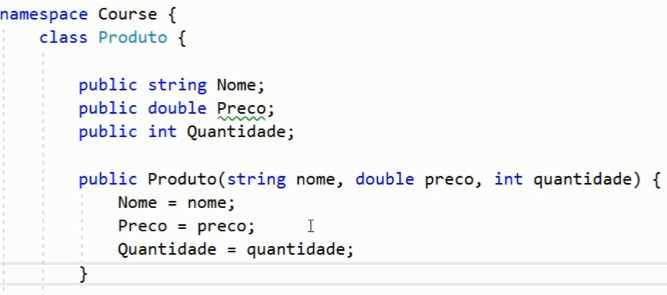 namespace Course {
class Produto {
public string Nome;
public double Preco;
public int Quantidade;
public Produto(string nome, double preco, int quantidade) {
Nome = nome;
Preco = preco;
Quantidade = quantidade;
}